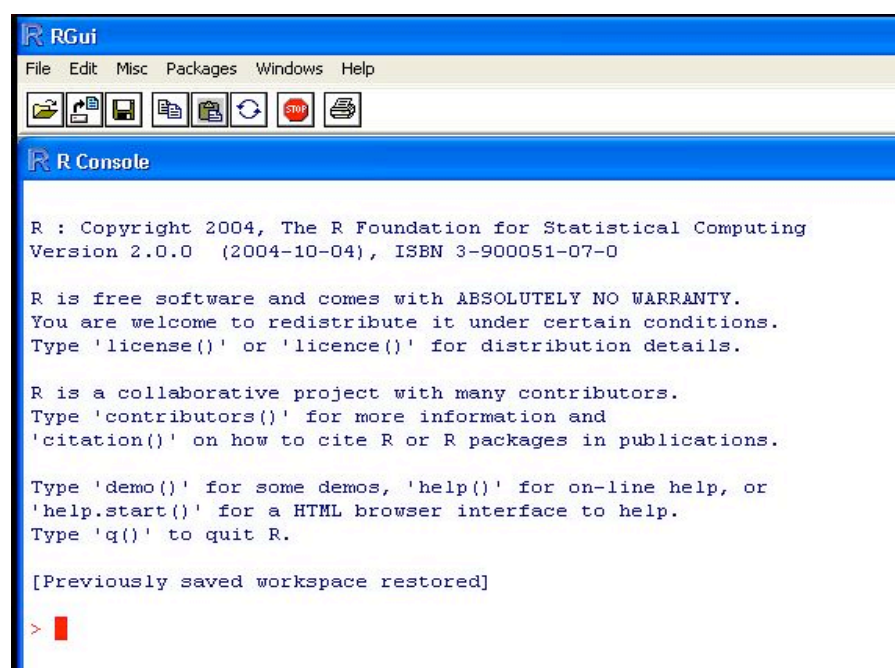 RGui
File Edit Misc Packages Windows Help
STOP
R Console
R : Copyright 2004, The R Foundation for Statistical Computing
Version 2.0.0  (2004-10-04), ISBN 3-900051-07-0
R is free software and comes with ABSOLUTELY NO WARRANTY.
You are welcome to redistribute it under certain conditions.
Type 'license()' or 'licence()' for distribution details.
R is a collaborative project with many contributors.
Type 'contributors()' for more information and
'citation()' on how to cite R or R packages in publications.
Type 'demo()' for some demos, 'help()' for on-line help, or
'help.start()' for a HTML browser interface to help.
Type 'q()' to quit R.
[Previously saved workspace restored]
>